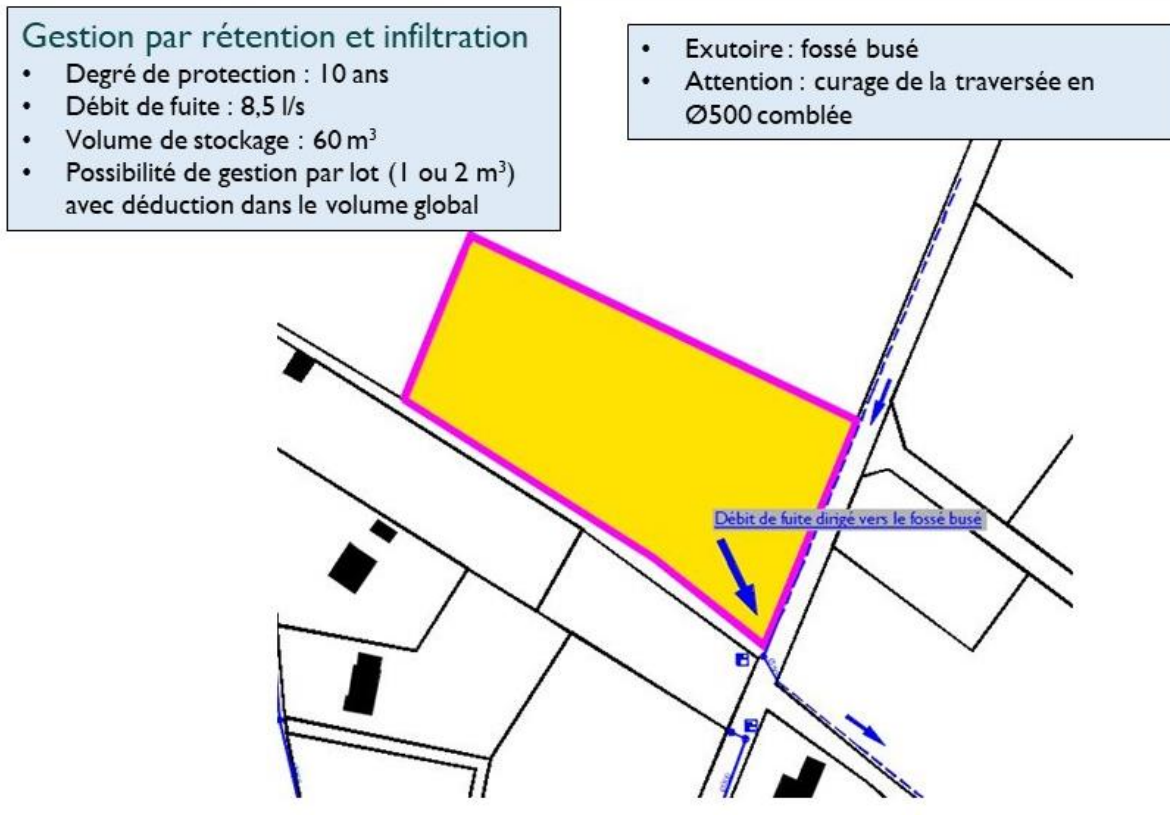 Gestion par rétention et infiltration
• Degré de protection : 10 ans
• Débit de fuite : 8,5 l/s
• Volume de stockage : 60 m³
• Possibilité de gestion par lot (1 ou 2 m³)
avec déduction dans le volume global
• Exutoire : fossé busé
• Attention : curage de la traversée en
Ø500 comblée
Débit de fuite dirigé vers le fossé busé